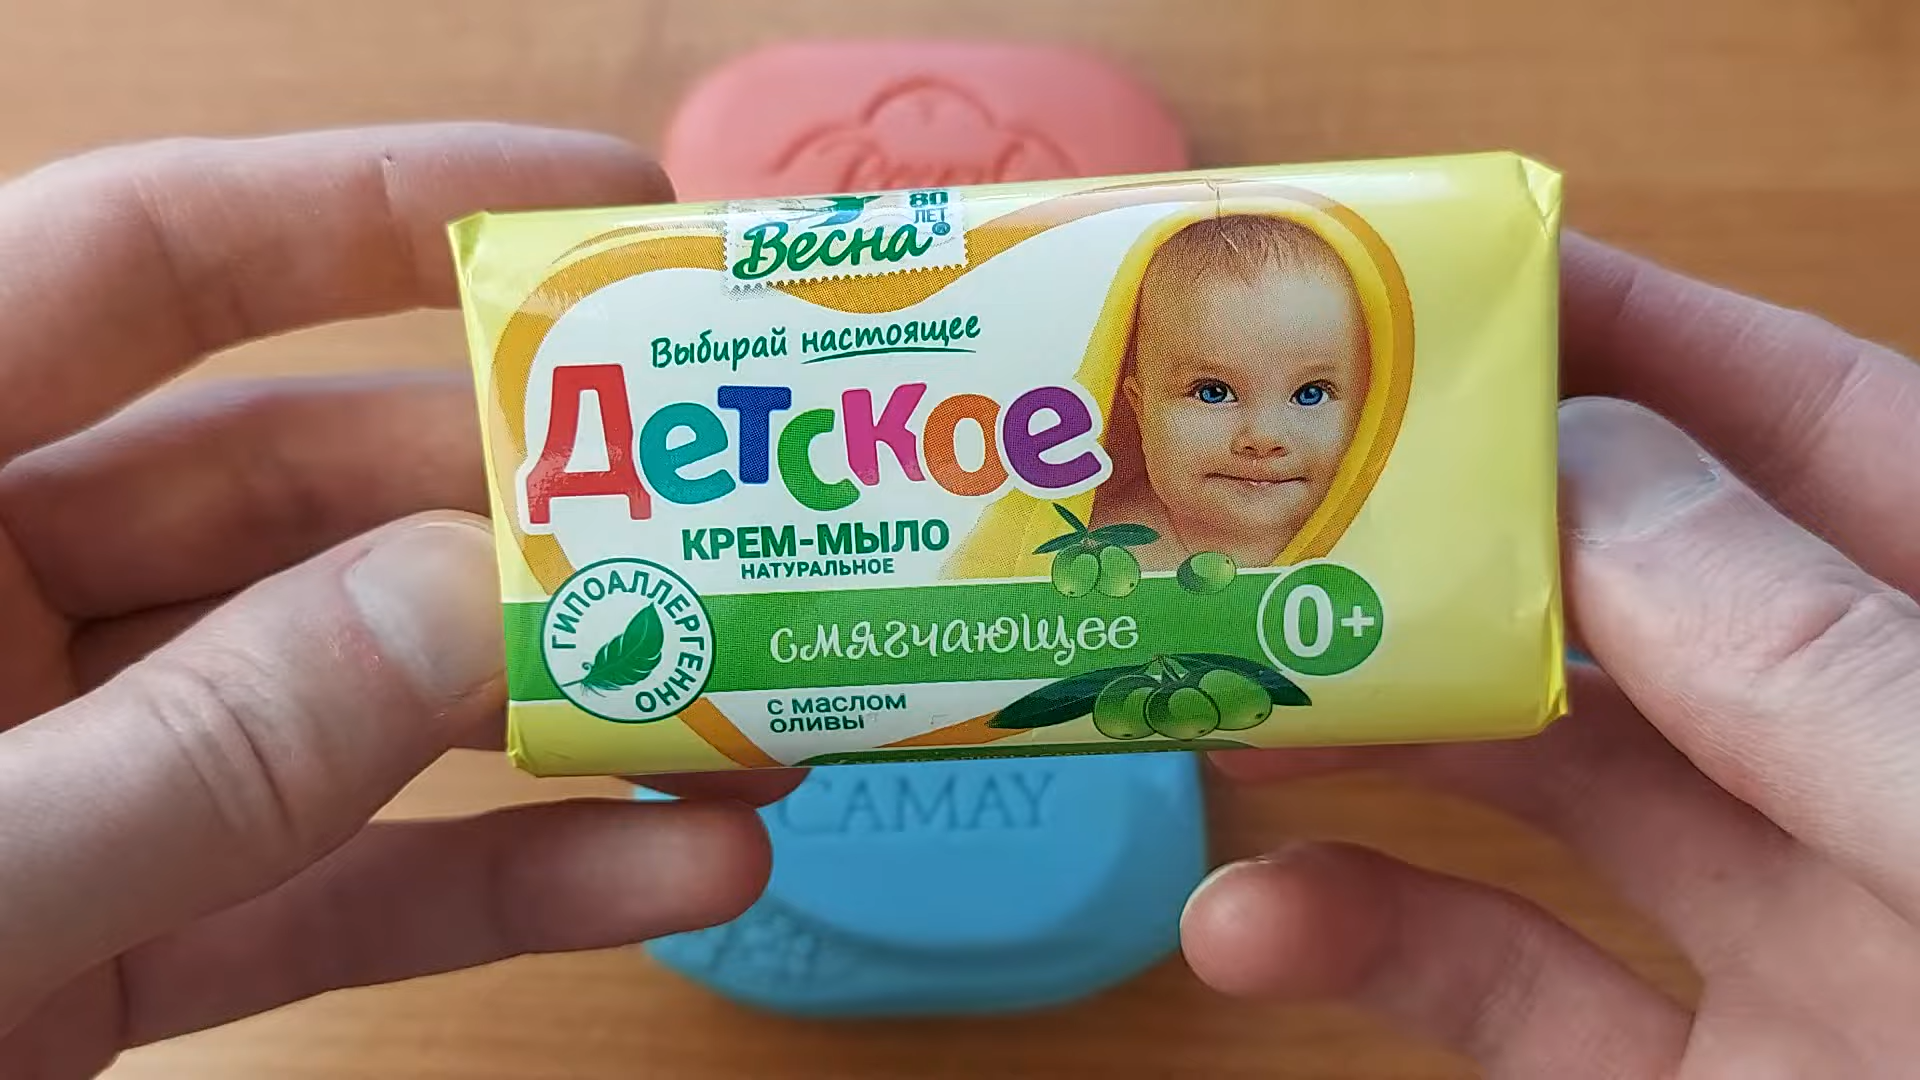 80
ЛЕТ
Весна®
Выбирай настоящее
Детское
КРЕМ-МЫЛО
НАТУРАЛЬНОЕ
ГИПОАЛЛЕРГЕННО
смягчающее
0+
с маслом
оливы
CAMAY